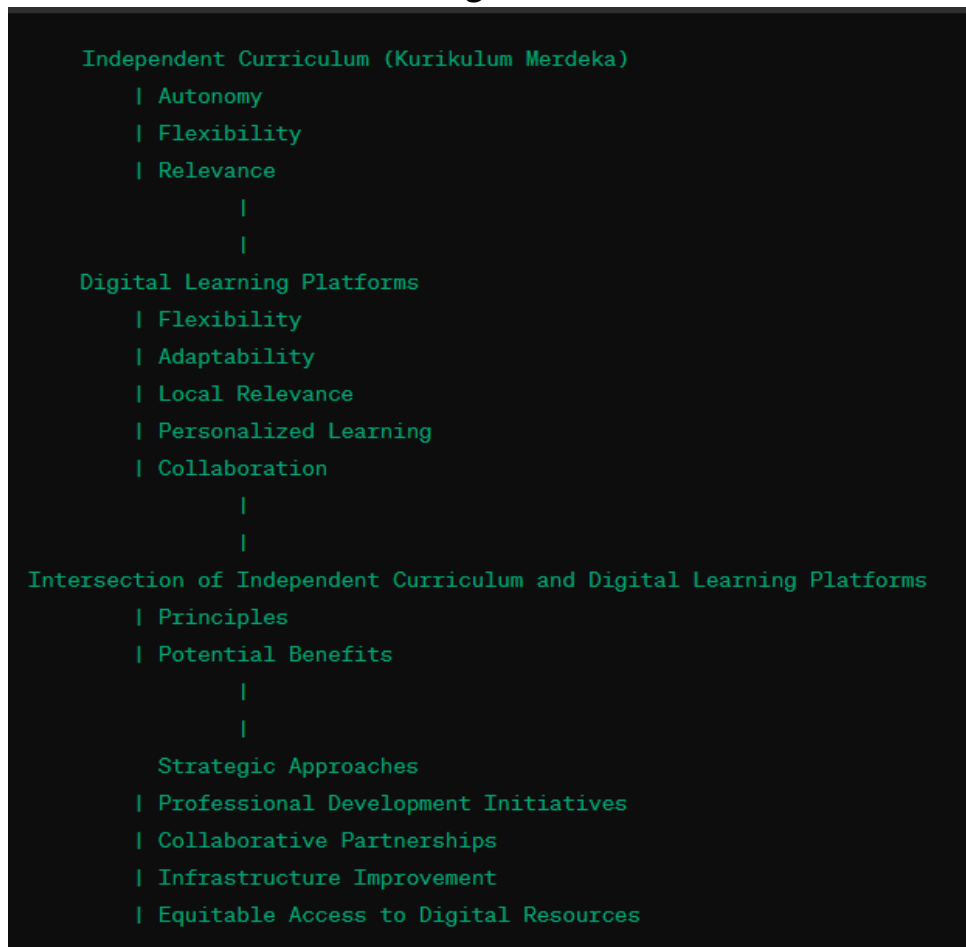 Independent Curriculum (Kurikulum Merdeka)
| Autonomy
| Flexibility
| Relevance
|
|
Digital Learning Platforms
| Flexibility
| Adaptability
| Local Relevance
| Personalized Learning
| Collaboration
|
|
Intersection of Independent Curriculum and Digital Learning Platforms
| Principles
| Potential Benefits
|
|
Strategic Approaches
| Professional Development Initiatives
| Collaborative Partnerships
| Infrastructure Improvement
| Equitable Access to Digital Resources